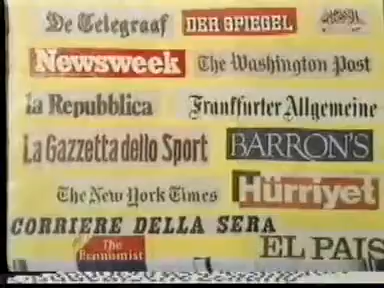 De Telegraaf DER SPIEGEL
Newsweek The Washington Post
la Repubblica Frankfurter Allgemeine
La Gazzetta dello Sport BARRON'S
The New York Times Hürriyet
CORRIERE DELLA SERA
The Economist EL PAIS